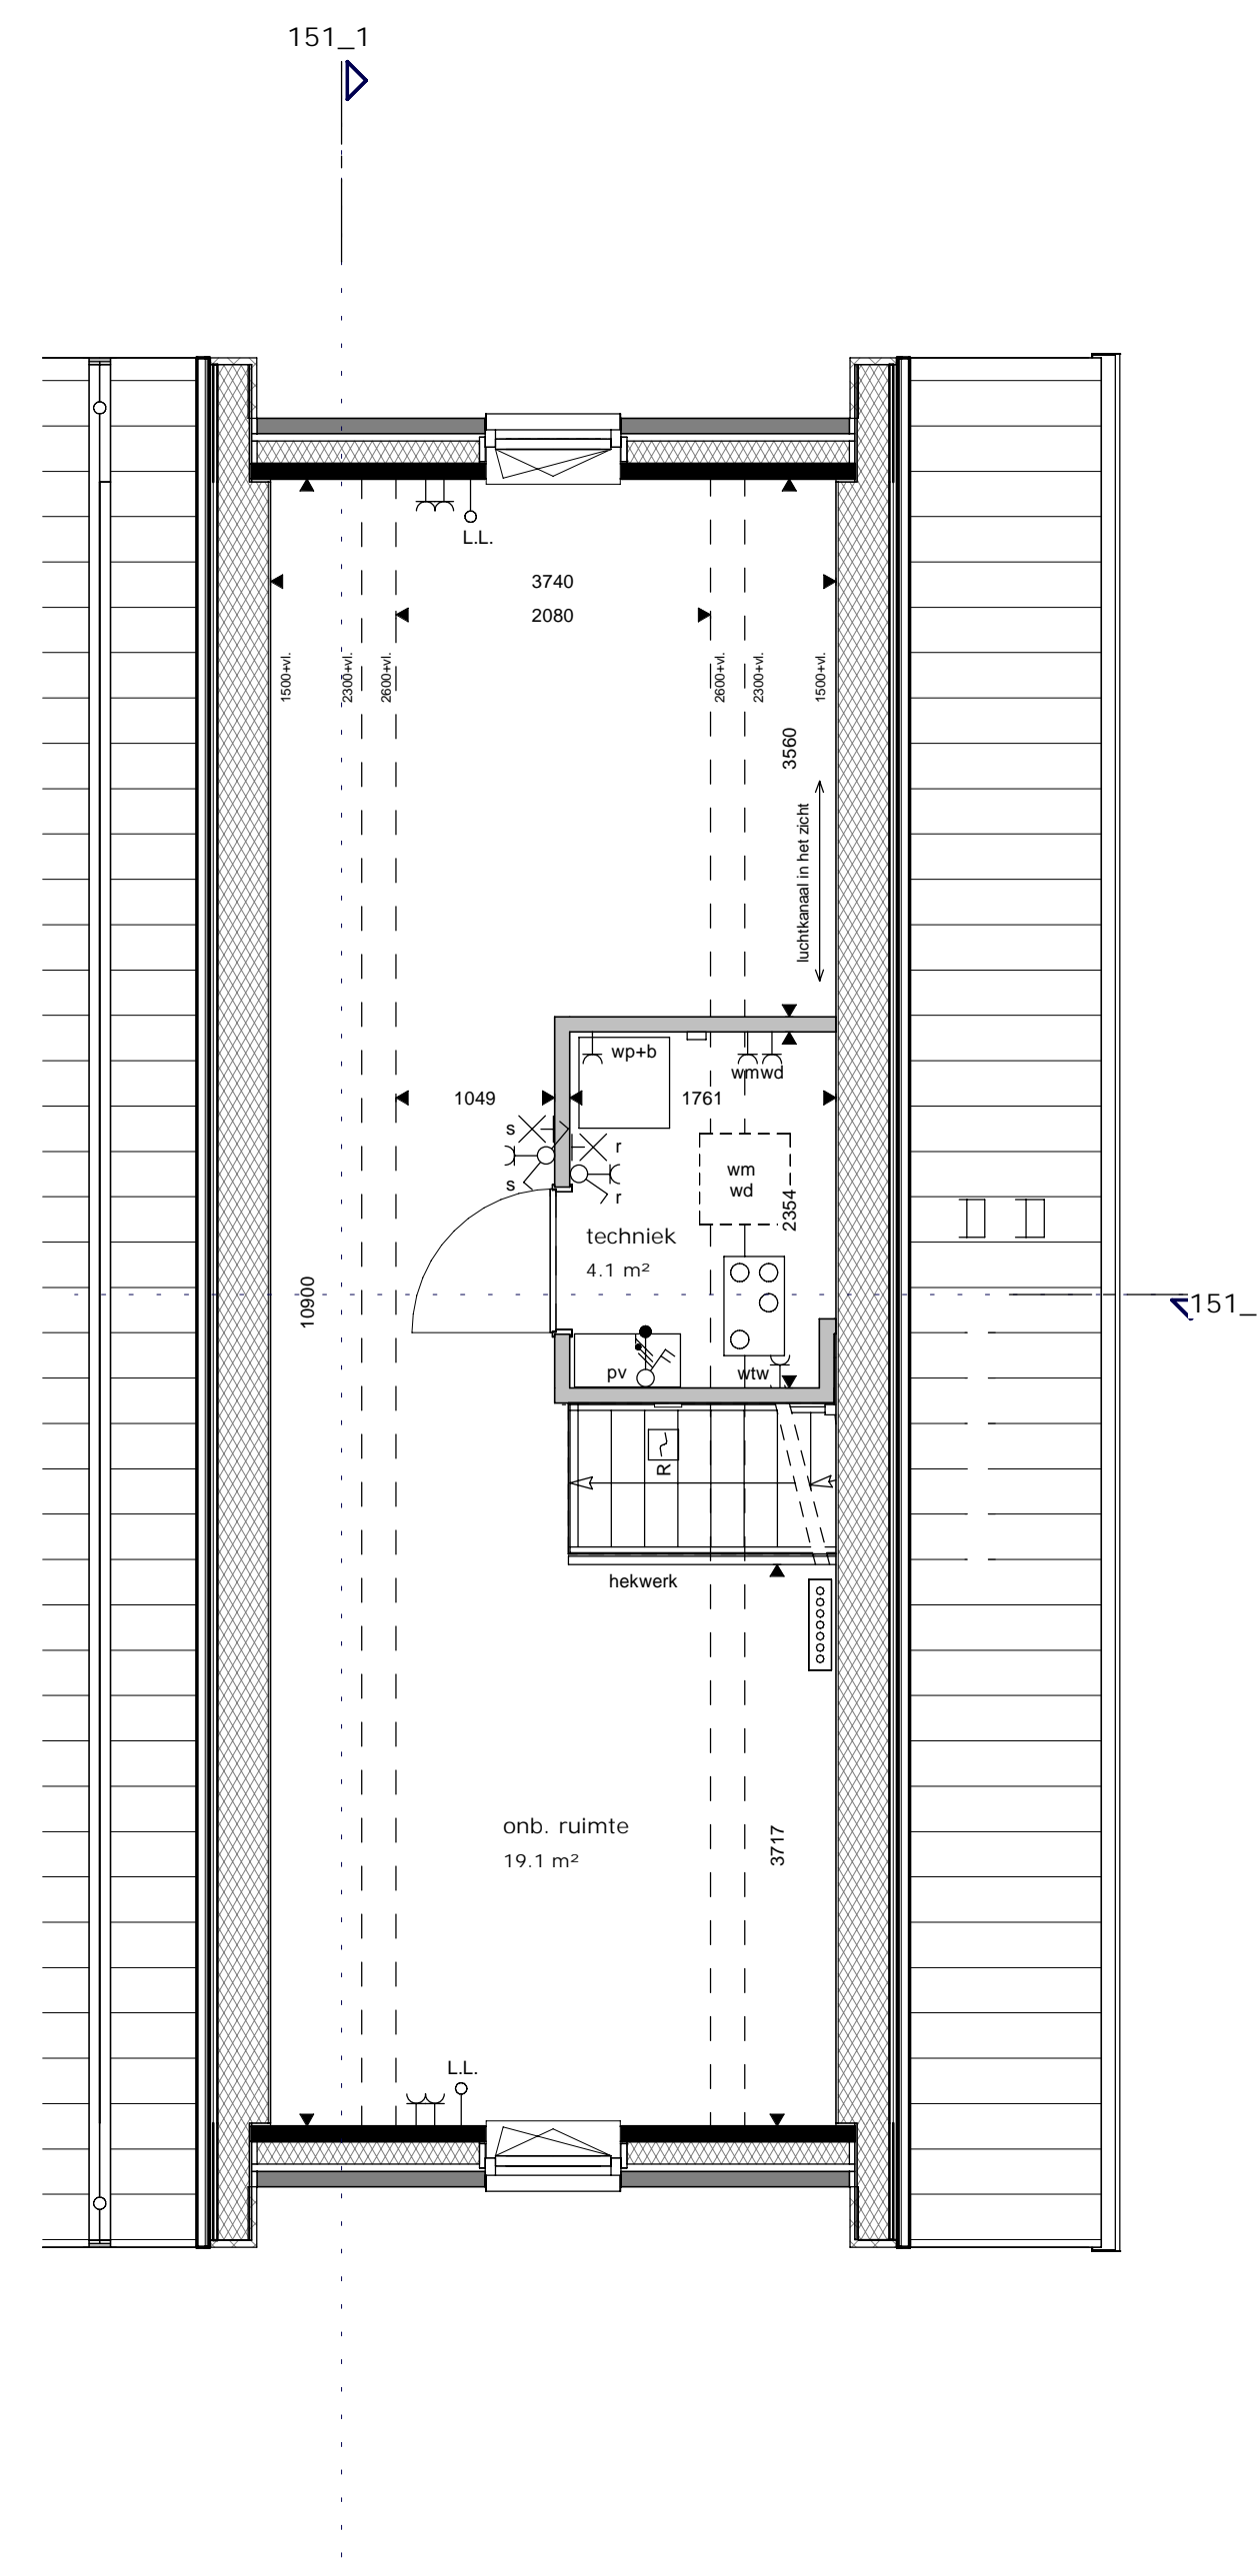 151_1
L.L.
3740
2080
1500+vl.
2300+vl.
2600+vl.
2600+vl.
2300+vl.
1500+vl.
3560
luchtkanaal in het zicht
wp+b
wmwd
1049
1761
s
r
s
r
wm
wd
2354
techniek
4.1 m²
10900
151_
pv
wtw
R
hekwerk
onb. ruimte
19.1 m²
3717
L.L.